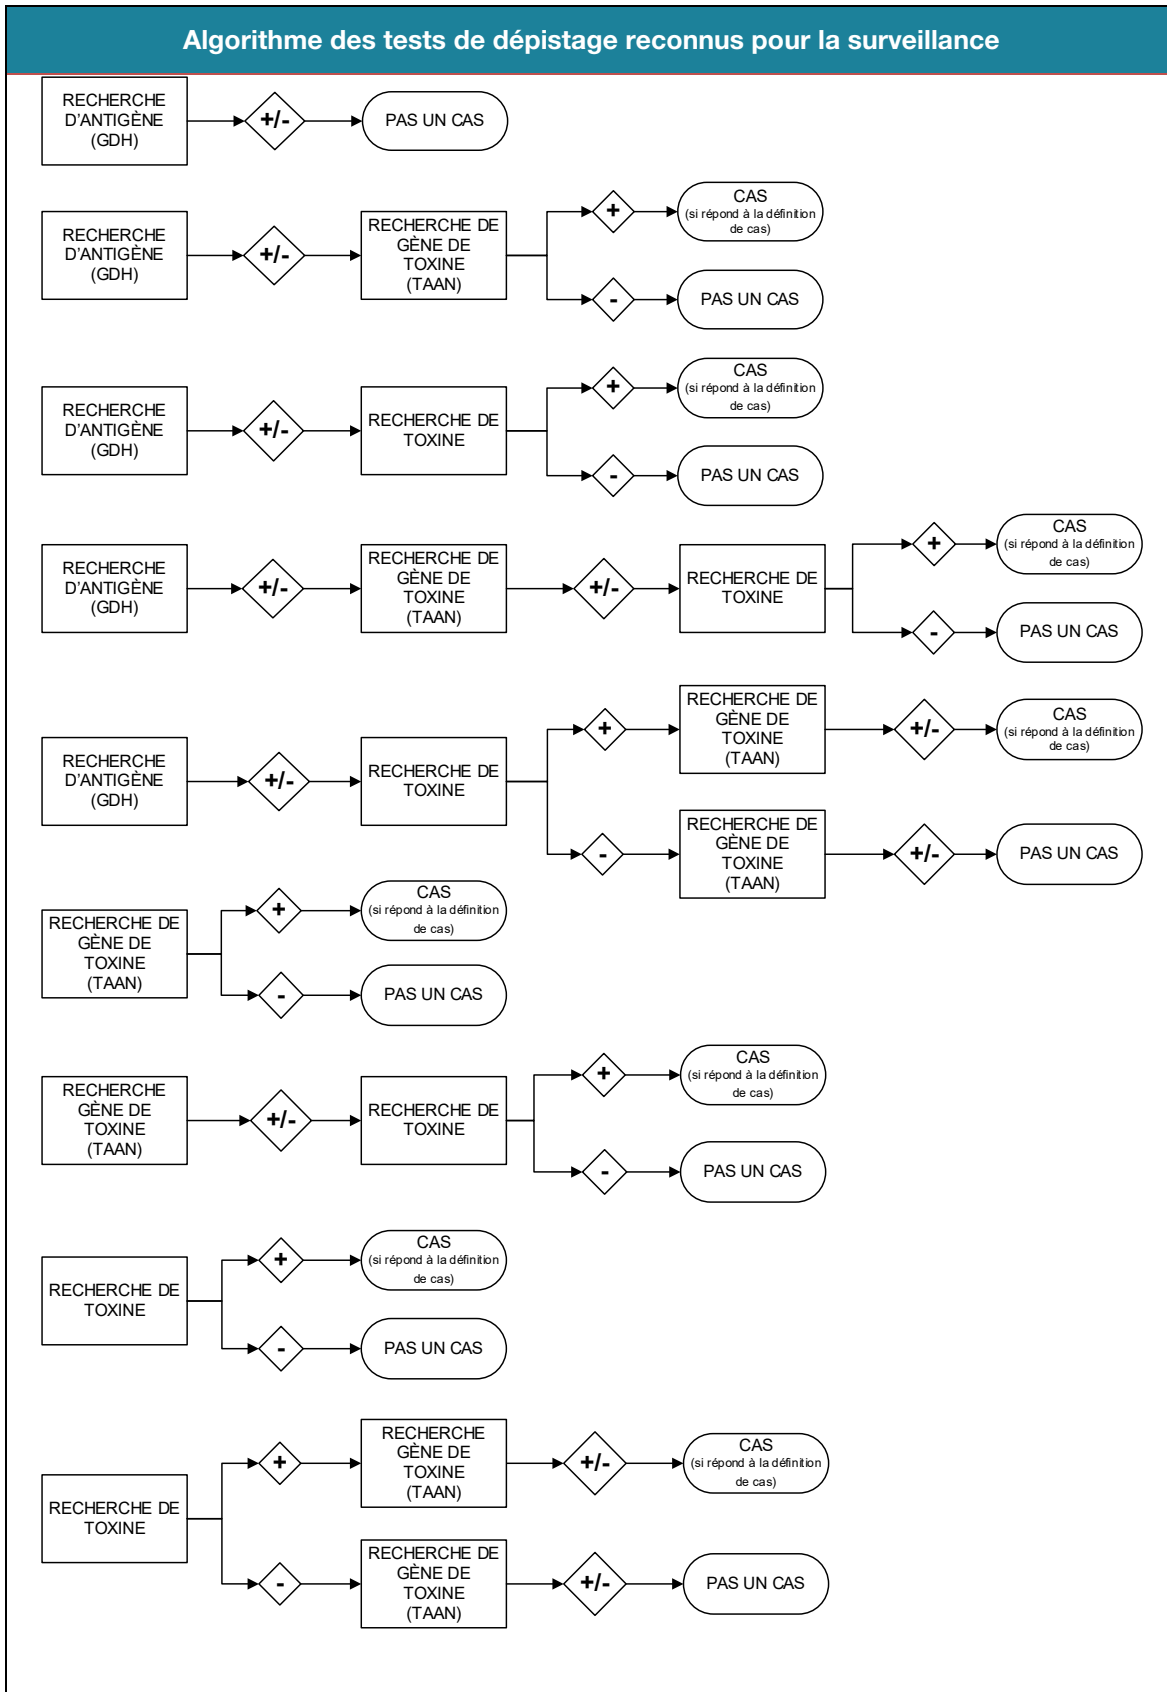 Algorithme des tests de dépistage reconnus pour la surveillance
RECHERCHE
D'ANTIGÈNE
(GDH)
+/-
PAS UN CAS
RECHERCHE
D'ANTIGÈNE
(GDH)
+/-
RECHERCHE DE
GÈNE DE
TOXINE
(TAAN)
+
CAS
(si répond à la définition
de cas)
-
PAS UN CAS
RECHERCHE
D'ANTIGÈNE
(GDH)
+/-
RECHERCHE DE
TOXINE
+
CAS
(si répond à la définition
de cas)
-
PAS UN CAS
RECHERCHE
D'ANTIGÈNE
(GDH)
+/-
RECHERCHE DE
GÈNE DE
TOXINE
(TAAN)
+/-
RECHERCHE DE
TOXINE
+
CAS
(si répond à la définition
de cas)
-
PAS UN CAS
RECHERCHE
D'ANTIGÈNE
(GDH)
+/-
RECHERCHE DE
TOXINE
+
RECHERCHE DE
GÈNE DE
TOXINE
(TAAN)
+/-
CAS
(si répond à la définition
de cas)
-
RECHERCHE DE
GÈNE DE
TOXINE
(TAAN)
+/-
PAS UN CAS
RECHERCHE DE
GÈNE DE
TOXINE
(TAAN)
+
CAS
(si répond à la définition
de cas)
-
PAS UN CAS
RECHERCHE
GÈNE DE
TOXINE
(TAAN)
+/-
RECHERCHE DE
TOXINE
+
CAS
(si répond à la définition
de cas)
-
PAS UN CAS
RECHERCHE DE
TOXINE
+
CAS
(si répond à la définition
de cas)
-
PAS UN CAS
RECHERCHE DE
TOXINE
+
RECHERCHE
GÈNE DE
TOXINE
(TAAN)
+/-
CAS
(si répond à la définition
de cas)
-
RECHERCHE DE
GÈNE DE
TOXINE
(TAAN)
+/-
PAS UN CAS